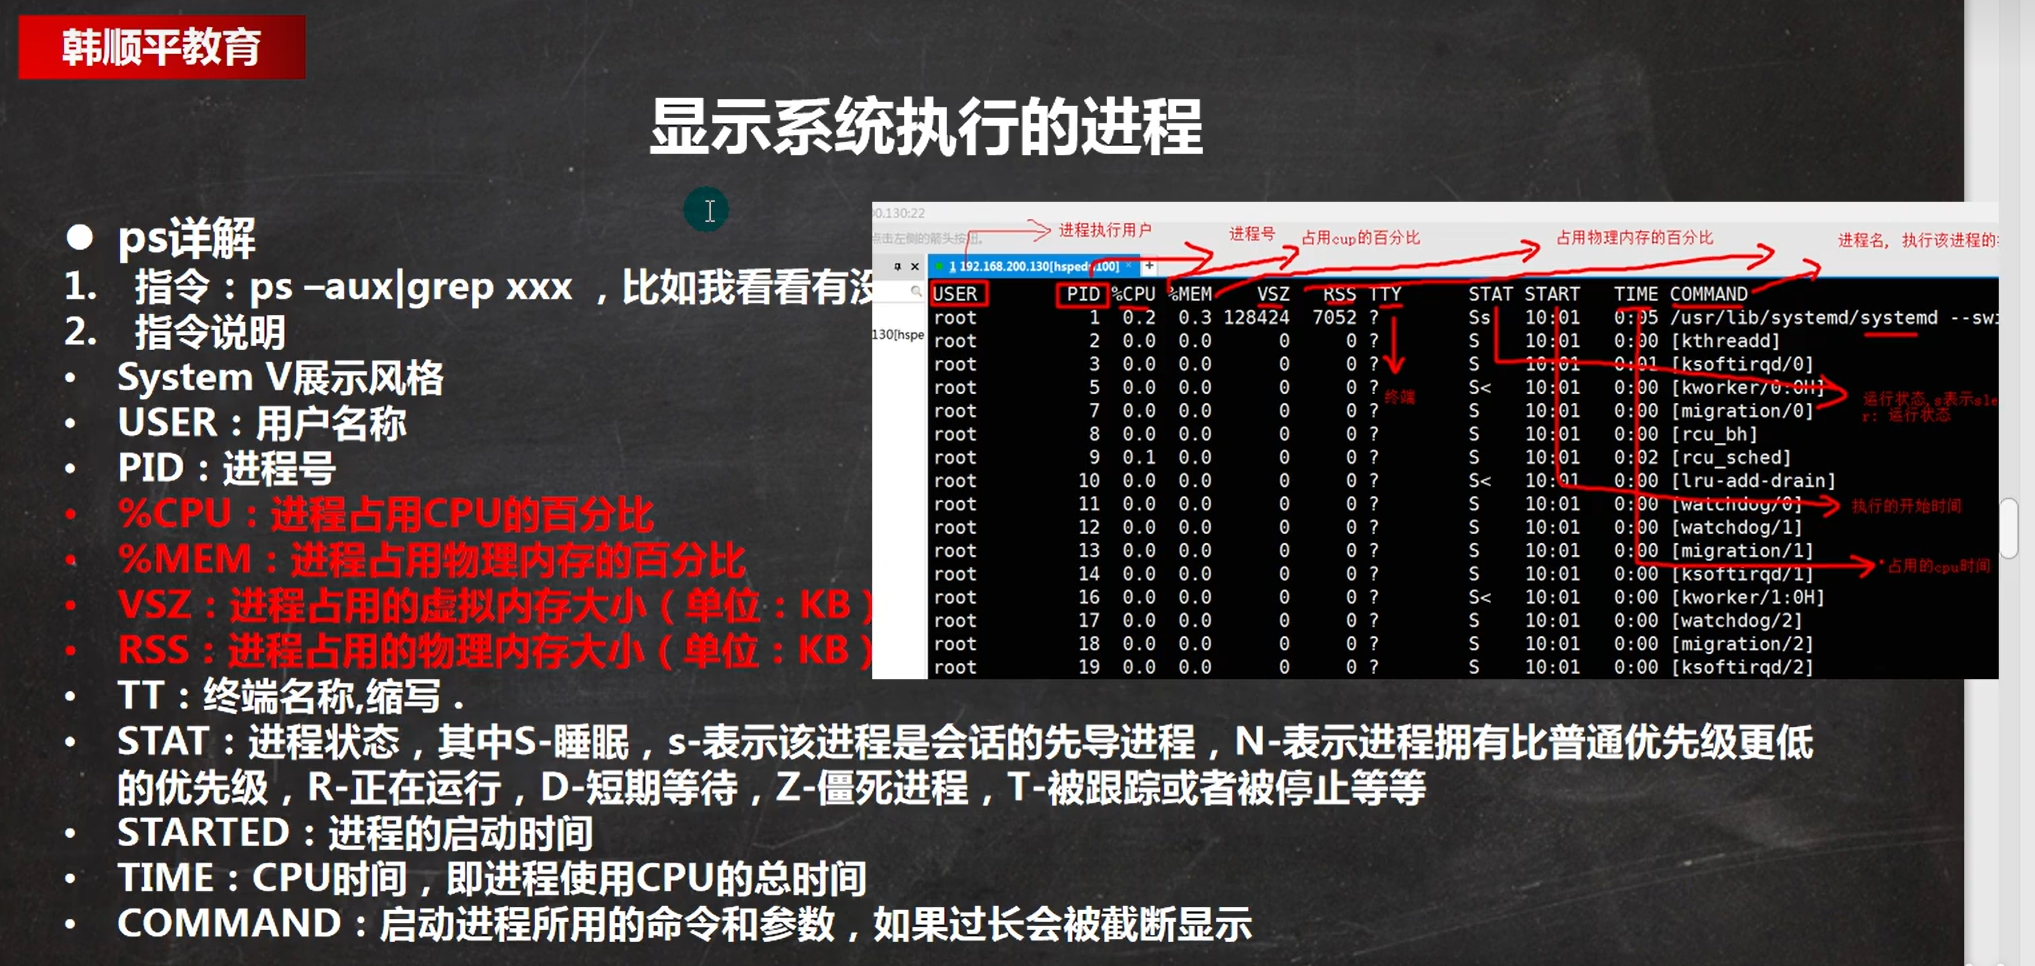 韩顺平教育
显示系统执行的进程
● ps详解
1. 指令：ps –aux|grep xxx ，比如我看看有没
2. 指令说明
• System V展示风格
• USER：用户名称
• PID：进程号
• %CPU：进程占用CPU的百分比
• %MEM：进程占用物理内存的百分比
• VSZ：进程占用的虚拟内存大小（单位：KB）
• RSS：进程占用的物理内存大小（单位：KB）
• TT：终端名称,缩写．
• STAT：进程状态，其中S-睡眠，s-表示该进程是会话的先导进程，N-表示进程拥有比普通优先级更低
的优先级，R-正在运行，D-短期等待，Z-僵死进程，T-被跟踪或者被停止等等
• STARTED：进程的启动时间
• TIME：CPU时间，即进程使用CPU的总时间
• COMMAND：启动进程所用的命令和参数，如果过长会被截断显示
00.130:22
点击左侧的箭头按钮。
进程执行用户
进程号
占用cup的百分比
占用物理内存的百分比
进程名，执行该进程的
1 192.168.200.130[hspedu100] × +
130[hspe
USER PID %CPU %MEM VSZ RSS TTY STAT START TIME COMMAND
root 1 0.2 0.3 128424 7052 ? Ss 10:01 0:05 /usr/lib/systemd/systemd --swi
root 2 0.0 0.0 0 0 ? S 10:01 0:00 [kthreadd]
root 3 0.0 0.0 0 0 ? S 10:01 0:01 [ksoftirqd/0]
root 5 0.0 0.0 0 0 ? S< 10:01 0:00 [kworker/0:0H]
root 7 0.0 0.0 0 0 ? S 10:01 0:00 [migration/0]
root 8 0.0 0.0 0 0 ? S 10:01 0:00 [rcu_bh]
root 9 0.1 0.0 0 0 ? S 10:01 0:02 [rcu_sched]
root 10 0.0 0.0 0 0 ? S< 10:01 0:00 [lru-add-drain]
root 11 0.0 0.0 0 0 ? S 10:01 0:00 [watchdog/0]
root 12 0.0 0.0 0 0 ? S 10:01 0:00 [watchdog/1]
root 13 0.0 0.0 0 0 ? S 10:01 0:00 [migration/1]
root 14 0.0 0.0 0 0 ? S 10:01 0:00 [ksoftirqd/1]
root 16 0.0 0.0 0 0 ? S< 10:01 0:00 [kworker/1:0H]
root 17 0.0 0.0 0 0 ? S 10:01 0:00 [watchdog/2]
root 18 0.0 0.0 0 0 ? S 10:01 0:00 [migration/2]
root 19 0.0 0.0 0 0 ? S 10:01 0:00 [ksoftirqd/2]
终端
运行状态,s表示sle
r: 运行状态
执行的开始时间
占用的cpu时间